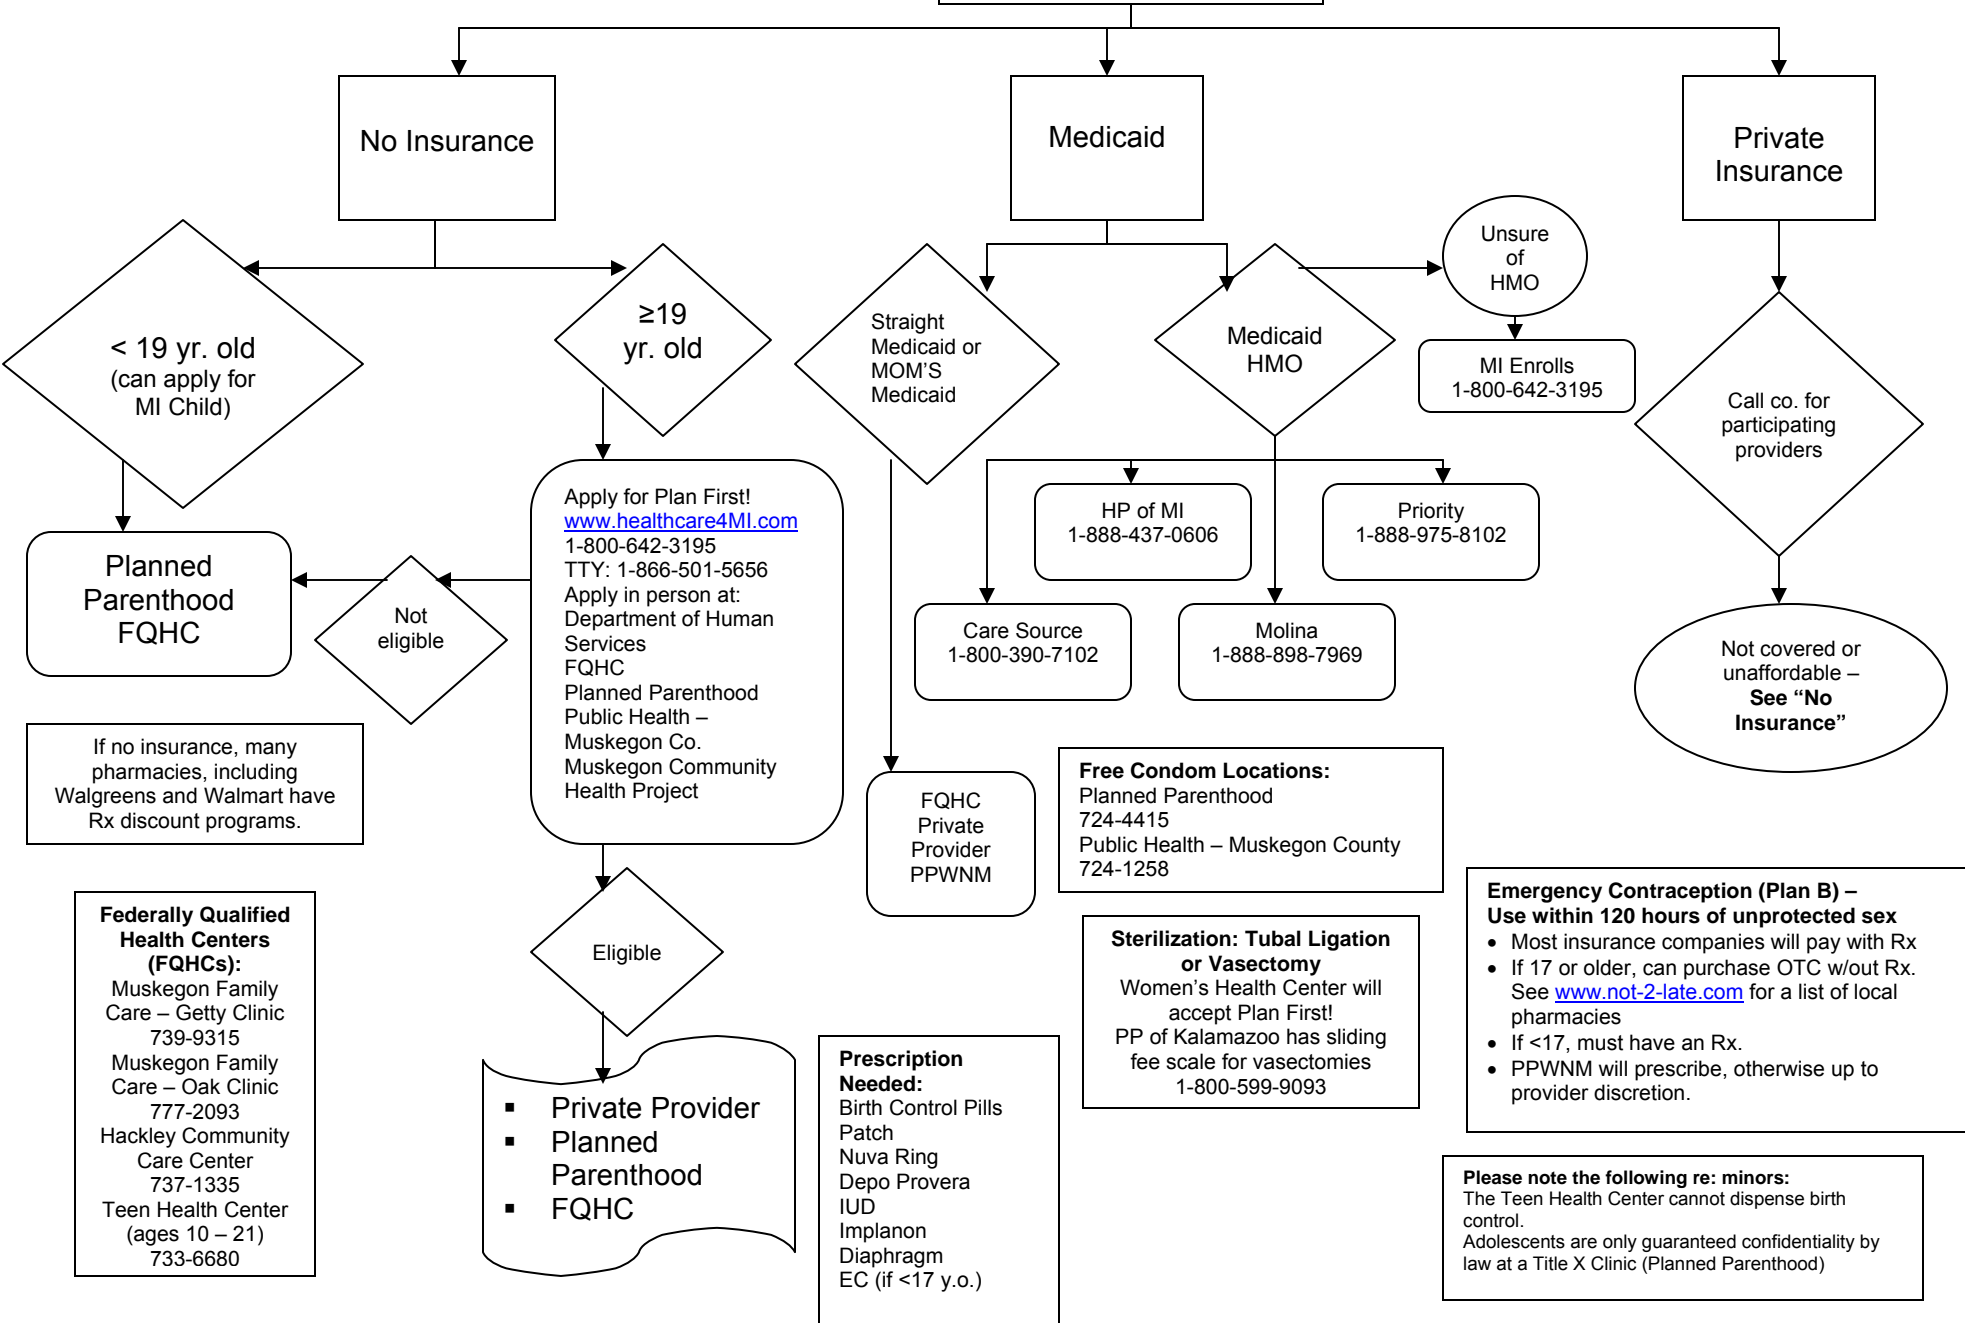 No Insurance
Medicaid
Private
Insurance
< 19 yr. old
(can apply for
MI Child)
≥19
yr. old
Straight
Medicaid or
MOM'S
Medicaid
Medicaid
HMO
Unsure
of
HMO
MI Enrolls
1-800-642-3195
Call co. for
participating
providers
Planned
Parenthood
FQHC
Not
eligible
Apply for Plan First!
www.healthcare4MI.com
1-800-642-3195
TTY: 1-866-501-5656
Apply in person at:
Department of Human
Services
FQHC
Planned Parenthood
Public Health –
Muskegon Co.
Muskegon Community
Health Project
HP of MI
1-888-437-0606
Priority
1-888-975-8102
Care Source
1-800-390-7102
Molina
1-888-898-7969
Not covered or
unaffordable –
See “No
Insurance”
If no insurance, many
pharmacies, including
Walgreens and Walmart have
Rx discount programs.
FQHC
Private
Provider
PPWNM
Free Condom Locations:
Planned Parenthood
724-4415
Public Health – Muskegon County
724-1258
Federally Qualified
Health Centers
(FQHCs):
Muskegon Family
Care – Getty Clinic
739-9315
Muskegon Family
Care – Oak Clinic
777-2093
Hackley Community
Care Center
737-1335
Teen Health Center
(ages 10 – 21)
733-6680
Eligible
▪ Private Provider
▪ Planned
Parenthood
▪ FQHC
Prescription
Needed:
Birth Control Pills
Patch
Nuva Ring
Depo Provera
IUD
Implanon
Diaphragm
EC (if <17 y.o.)
Sterilization: Tubal Ligation
or Vasectomy
Women’s Health Center will
accept Plan First!
PP of Kalamazoo has sliding
fee scale for vasectomies
1-800-599-9093
Emergency Contraception (Plan B) –
Use within 120 hours of unprotected sex
• Most insurance companies will pay with Rx
• If 17 or older, can purchase OTC w/out Rx.
See www.not-2-late.com for a list of local
pharmacies
• If <17, must have an Rx.
• PPWNM will prescribe, otherwise up to
provider discretion.
Please note the following re: minors:
The Teen Health Center cannot dispense birth
control.
Adolescents are only guaranteed confidentiality by
law at a Title X Clinic (Planned Parenthood)